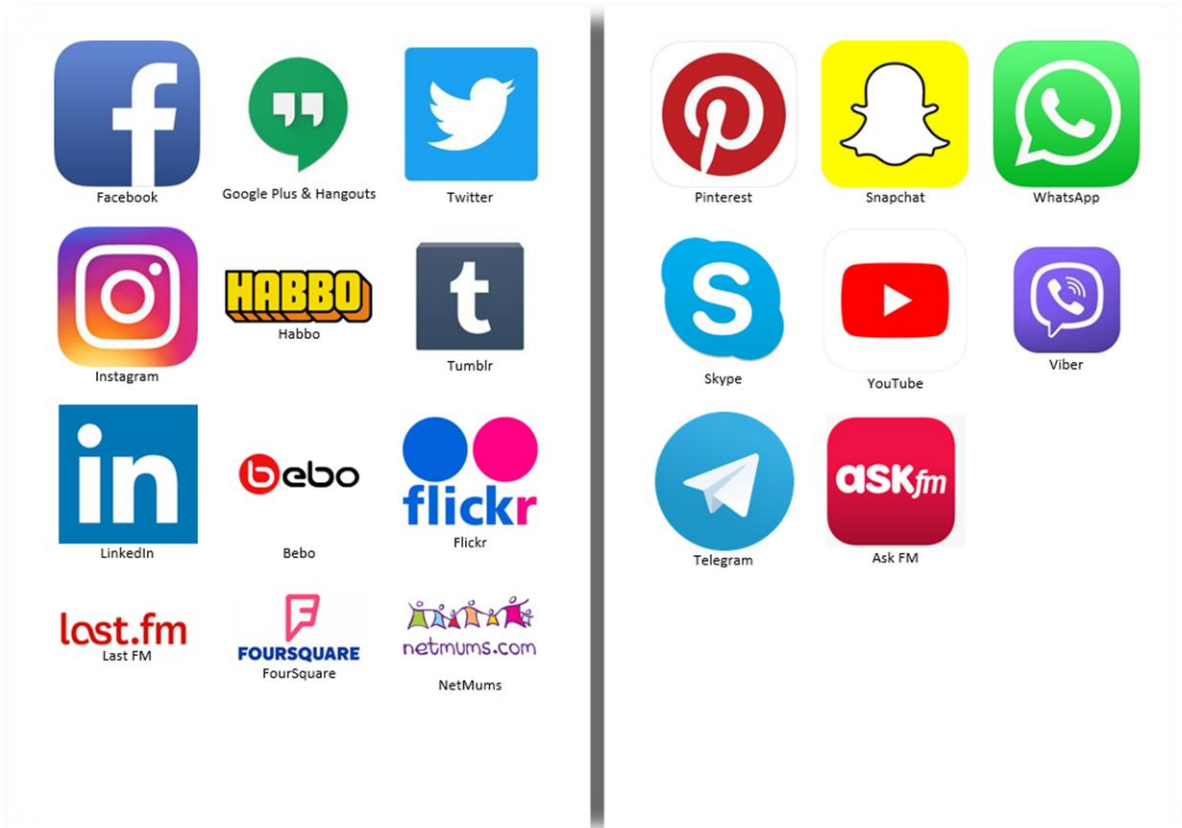 Facebook
Google Plus & Hangouts
Twitter
HABBO
Instagram
Habbo
t
Tumblr
in
bebo
flickr
LinkedIn
Bebo
Flickr
last.fm
Last FM
FOURSQUARE
FourSquare
netmums.com
NetMums
Pinterest
Snapchat
WhatsApp
S
Skype
YouTube
Viber
Telegram
askfm
Ask FM